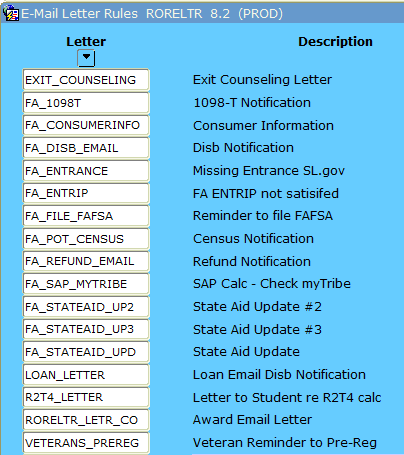 E-Mail Letter Rules RORELTR 8.2 (PROD)
Letter Description
EXIT_COUNSELING Exit Counseling Letter
FA_1098T 1098-T Notification
FA_CONSUMERINFO Consumer Information
FA_DISB_EMAIL Disb Notification
FA_ENTRANCE Missing Entrance SL.gov
FA_ENTRIP FA ENTRIP not satisifed
FA_FILE_FAFSA Reminder to file FAFSA
FA_POT_CENSUS Census Notification
FA_REFUND_EMAIL Refund Notification
FA_SAP_MYTRIBE SAP Calc - Check myTribe
FA_STATEAID_UP2 State Aid Update #2
FA_STATEAID_UP3 State Aid Update #3
FA_STATEAID_UPD State Aid Update
LOAN_LETTER Loan Email Disb Notification
R2T4_LETTER Letter to Student re R2T4 calc
RORELTR_LETR_CO Award Email Letter
VETERANS_PREREG Veteran Reminder to Pre-Reg